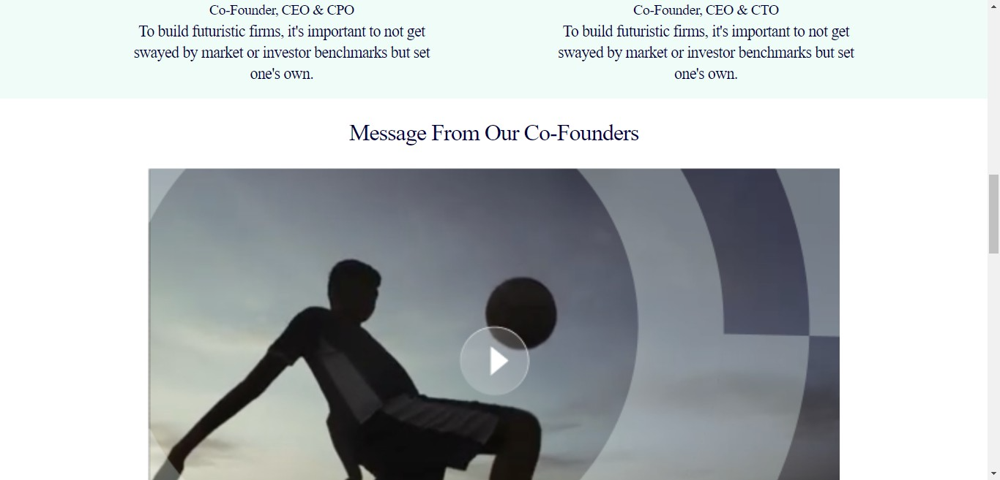 Co-Founder, CEO & CPO
To build futuristic firms, it's important to not get
swayed by market or investor benchmarks but set
one's own.
Co-Founder, CEO & CTO
To build futuristic firms, it's important to not get
swayed by market or investor benchmarks but set
one's own.
Message From Our Co-Founders